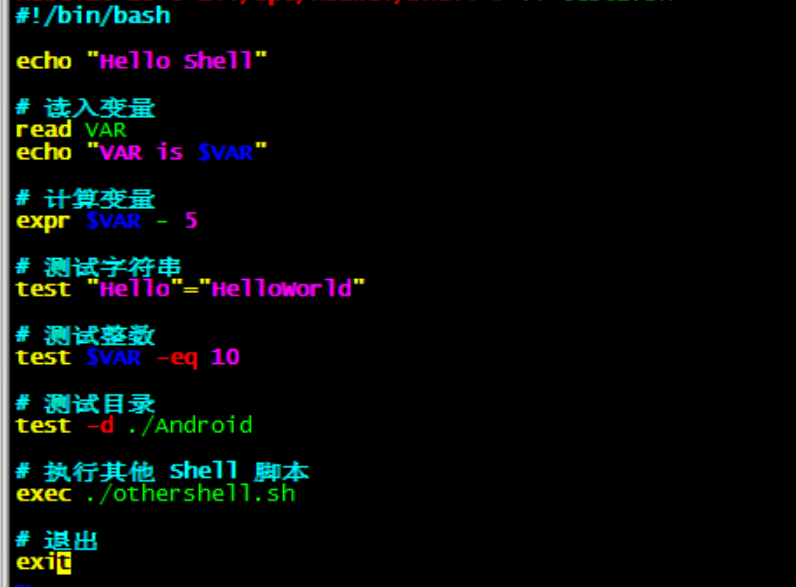 #!/bin/bash
echo "Hello Shell"
# 读入变量
read VAR
echo "VAR is $VAR"
# 计算变量
expr $VAR - 5
# 测试字符串
test "Hello"="HelloWorld"
# 测试整数
test $VAR -eq 10
# 测试目录
test -d ./Android
# 执行其他 Shell 脚本
exec ./othershell.sh
# 退出
exit